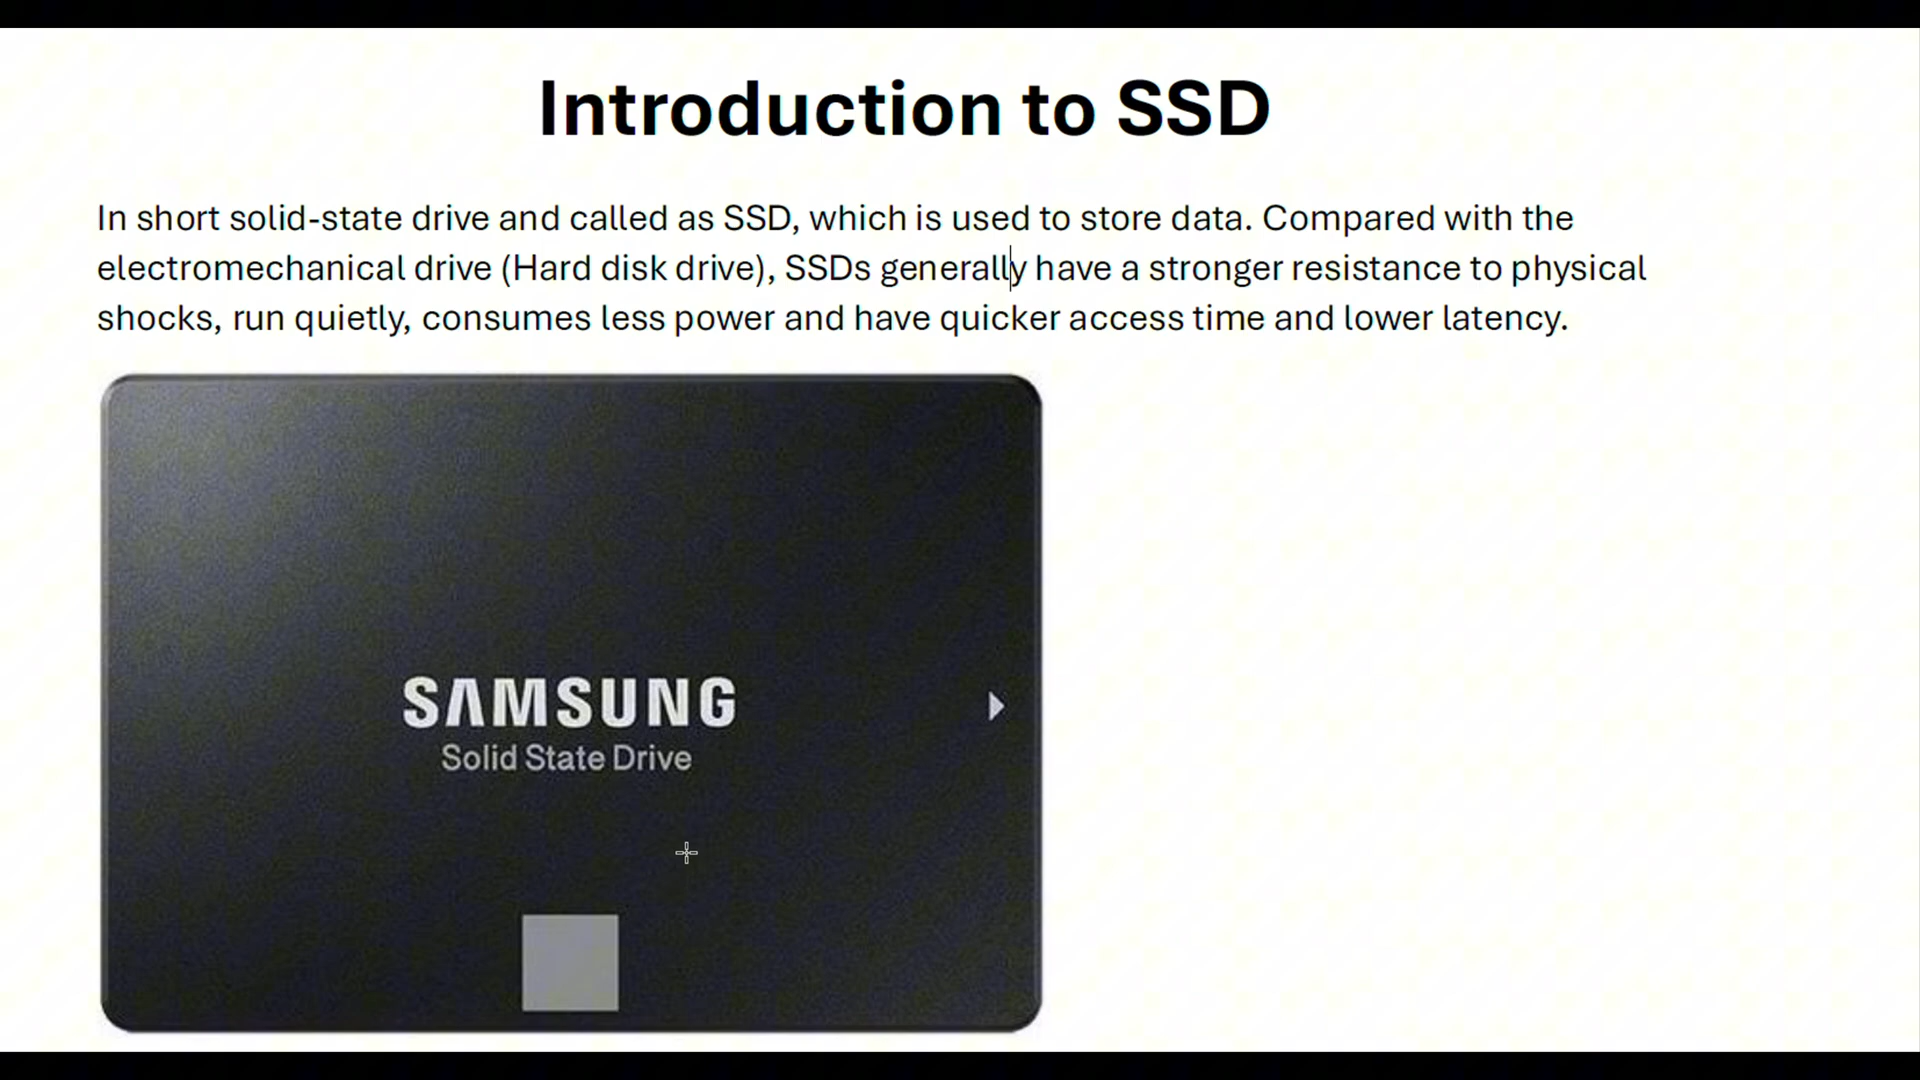 Introduction to SSD
In short solid-state drive and called as SSD, which is used to store data. Compared with the
electromechanical drive (Hard disk drive), SSDs generally have a stronger resistance to physical
shocks, run quietly, consumes less power and have quicker access time and lower latency.
SAMSUNG
Solid State Drive